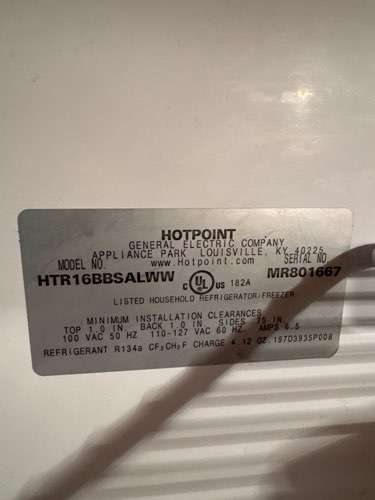 HOTPOINT
GENERAL ELECTRIC COMPANY
APPLIANCE PARK LOUISVILLE, KY 40225
MODEL NO. www.Hotpoint.com SERIAL NO
HTR16BBSALWW C UL US 182A MR801667
LISTED HOUSEHOLD REFRIGERATOR/FREEZER
MINIMUM INSTALLATION CLEARANCES
TOP 1.0 IN. BACK 1.0 IN. SIDES .75 IN.
100 VAC 50 HZ 110-127 VAC 60 HZ. AMPS 6.5
REFRIGERANT R134a CF₃CH₂F CHARGE 4.12 OZ. 197D3935P008